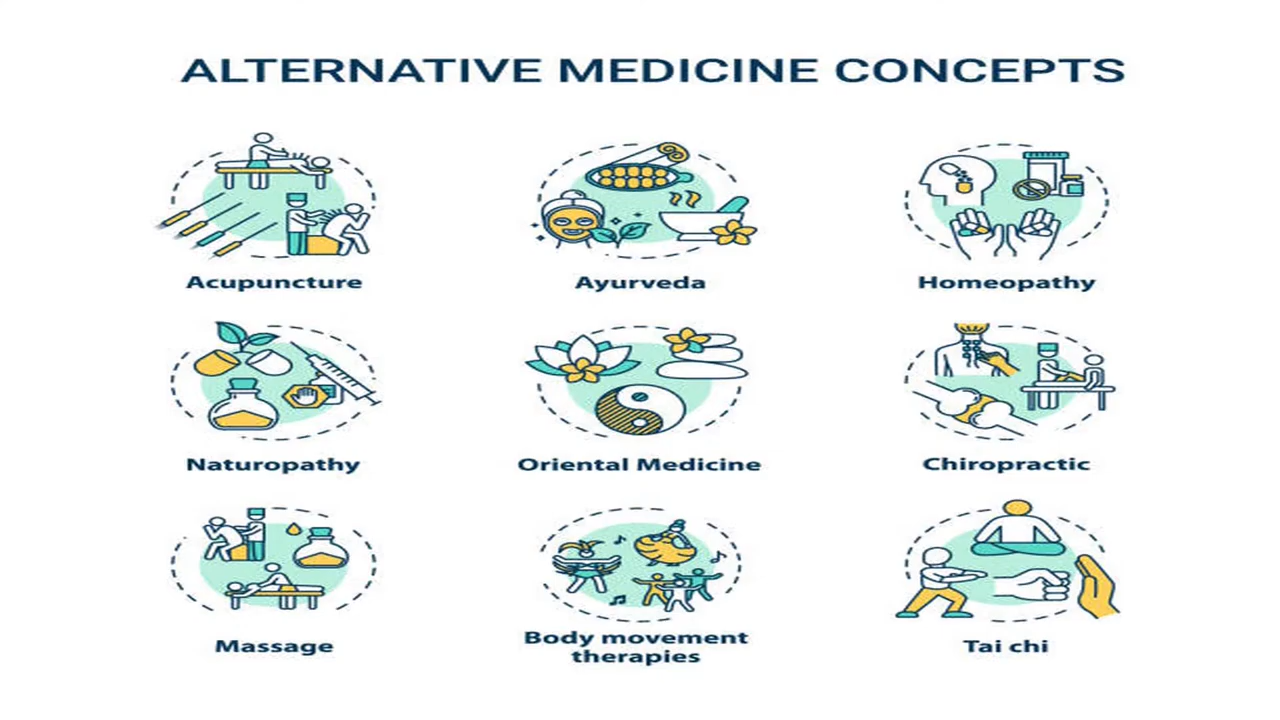 ALTERNATIVE MEDICINE CONCEPTS
Acupuncture
Ayurveda
Homeopathy
Naturopathy
Oriental Medicine
Chiropractic
Massage
Body movement
therapies
Tai chi